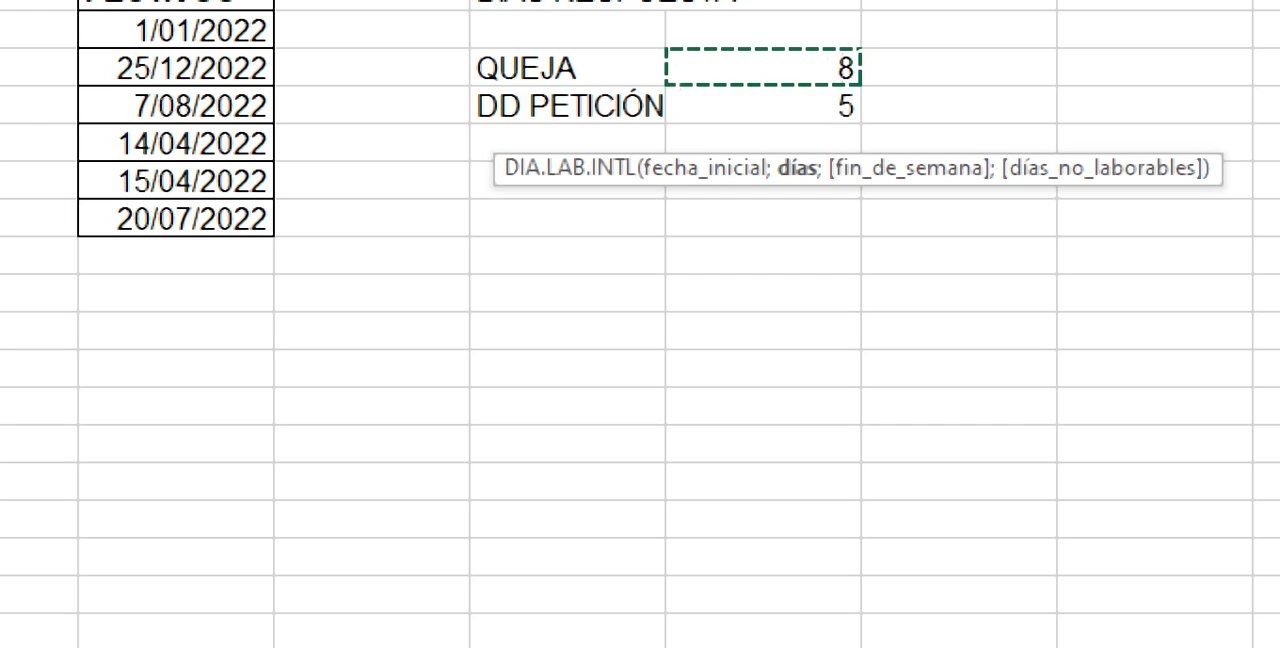 1/01/2022
25/12/2022 QUEJA 8
7/08/2022 DD PETICIÓN 5
14/04/2022
DIA.LAB.INTL(fecha_inicial; días; [fin_de_semana]; [días_no_laborables])
15/04/2022
20/07/2022